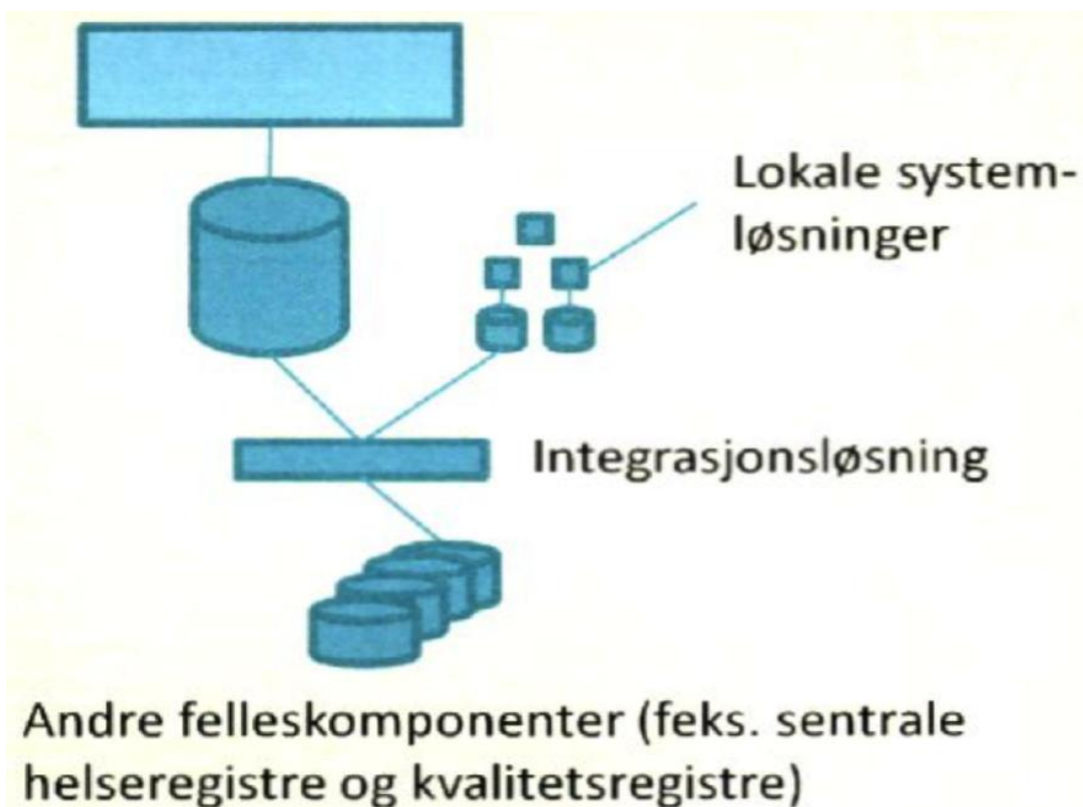 Lokale system-
løsninger
Integrasjonsløsning
Andre felleskomponenter (feks. sentrale
helseregistre og kvalitetsregistre)